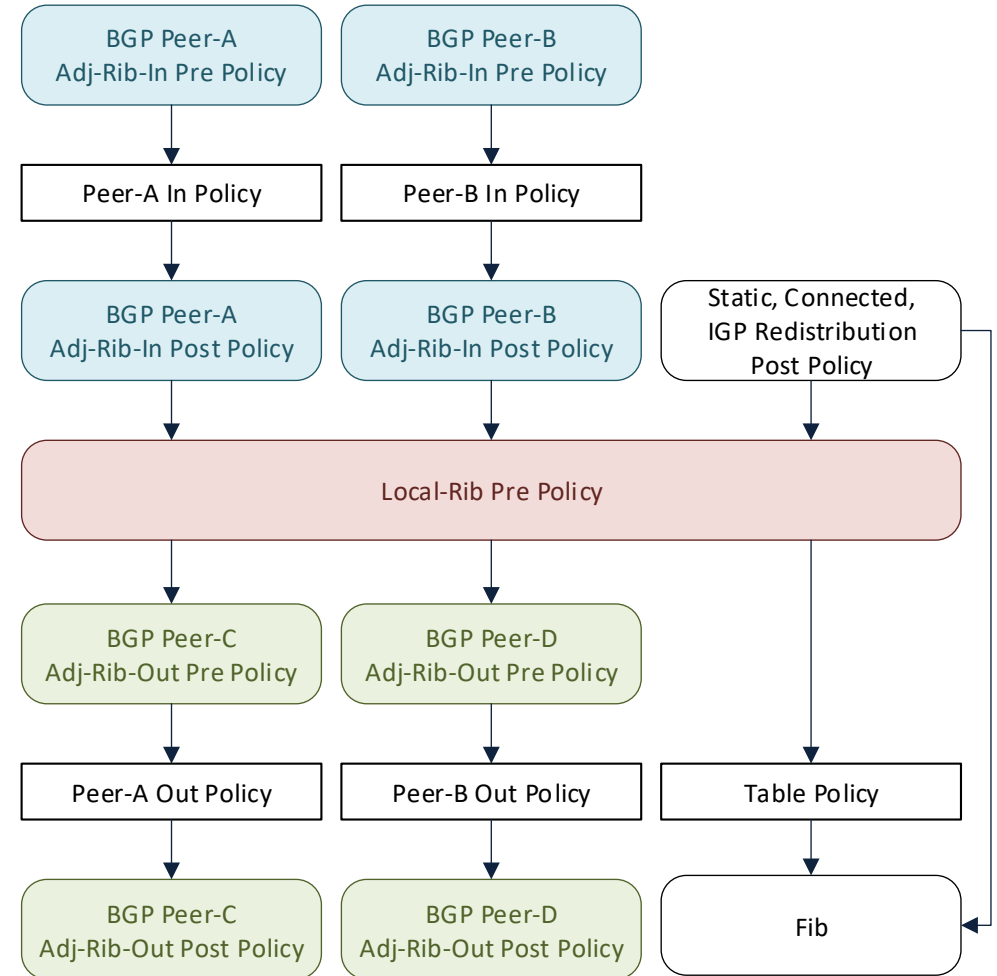 BGP Peer-A
Adj-Rib-In Pre Policy
BGP Peer-B
Adj-Rib-In Pre Policy
Peer-A In Policy
Peer-B In Policy
BGP Peer-A
Adj-Rib-In Post Policy
BGP Peer-B
Adj-Rib-In Post Policy
Static, Connected,
IGP Redistribution
Post Policy
Local-Rib Pre Policy
BGP Peer-C
Adj-Rib-Out Pre Policy
BGP Peer-D
Adj-Rib-Out Pre Policy
Peer-A Out Policy
Peer-B Out Policy
Table Policy
BGP Peer-C
Adj-Rib-Out Post Policy
BGP Peer-D
Adj-Rib-Out Post Policy
Fib